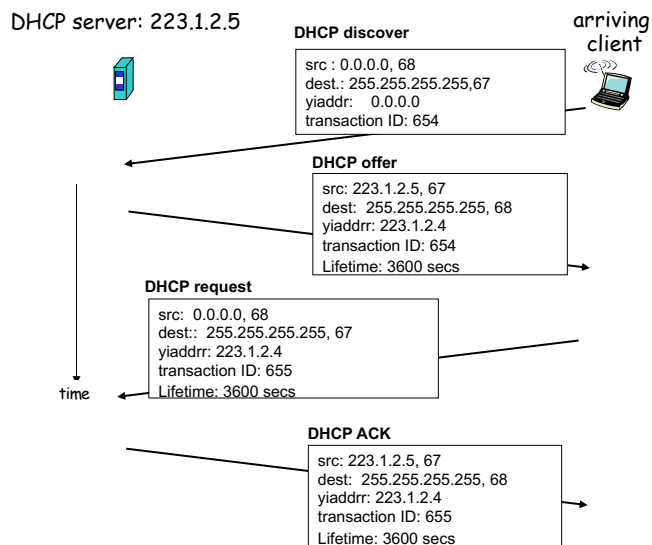 DHCP server: 223.1.2.5
arriving
client
DHCP discover
src : 0.0.0.0, 68
dest.: 255.255.255.255,67
yiaddr: 0.0.0.0
transaction ID: 654
DHCP offer
src: 223.1.2.5, 67
dest: 255.255.255.255, 68
yiaddrr: 223.1.2.4
transaction ID: 654
Lifetime: 3600 secs
DHCP request
src: 0.0.0.0, 68
dest:: 255.255.255.255, 67
yiaddrr: 223.1.2.4
transaction ID: 655
Lifetime: 3600 secs
time
DHCP ACK
src: 223.1.2.5, 67
dest: 255.255.255.255, 68
yiaddrr: 223.1.2.4
transaction ID: 655
Lifetime: 3600 secs